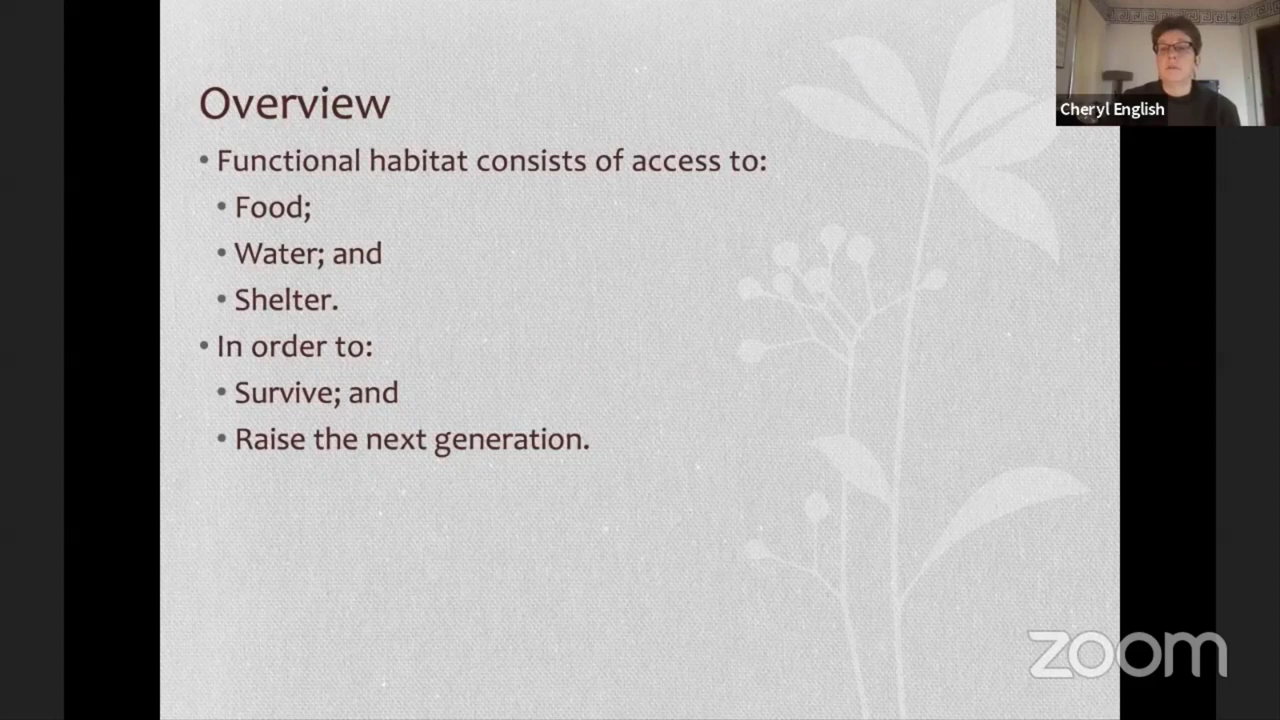 Overview
• Functional habitat consists of access to:
• Food;
• Water; and
• Shelter.
• In order to:
• Survive; and
• Raise the next generation.
Cheryl English
zoom